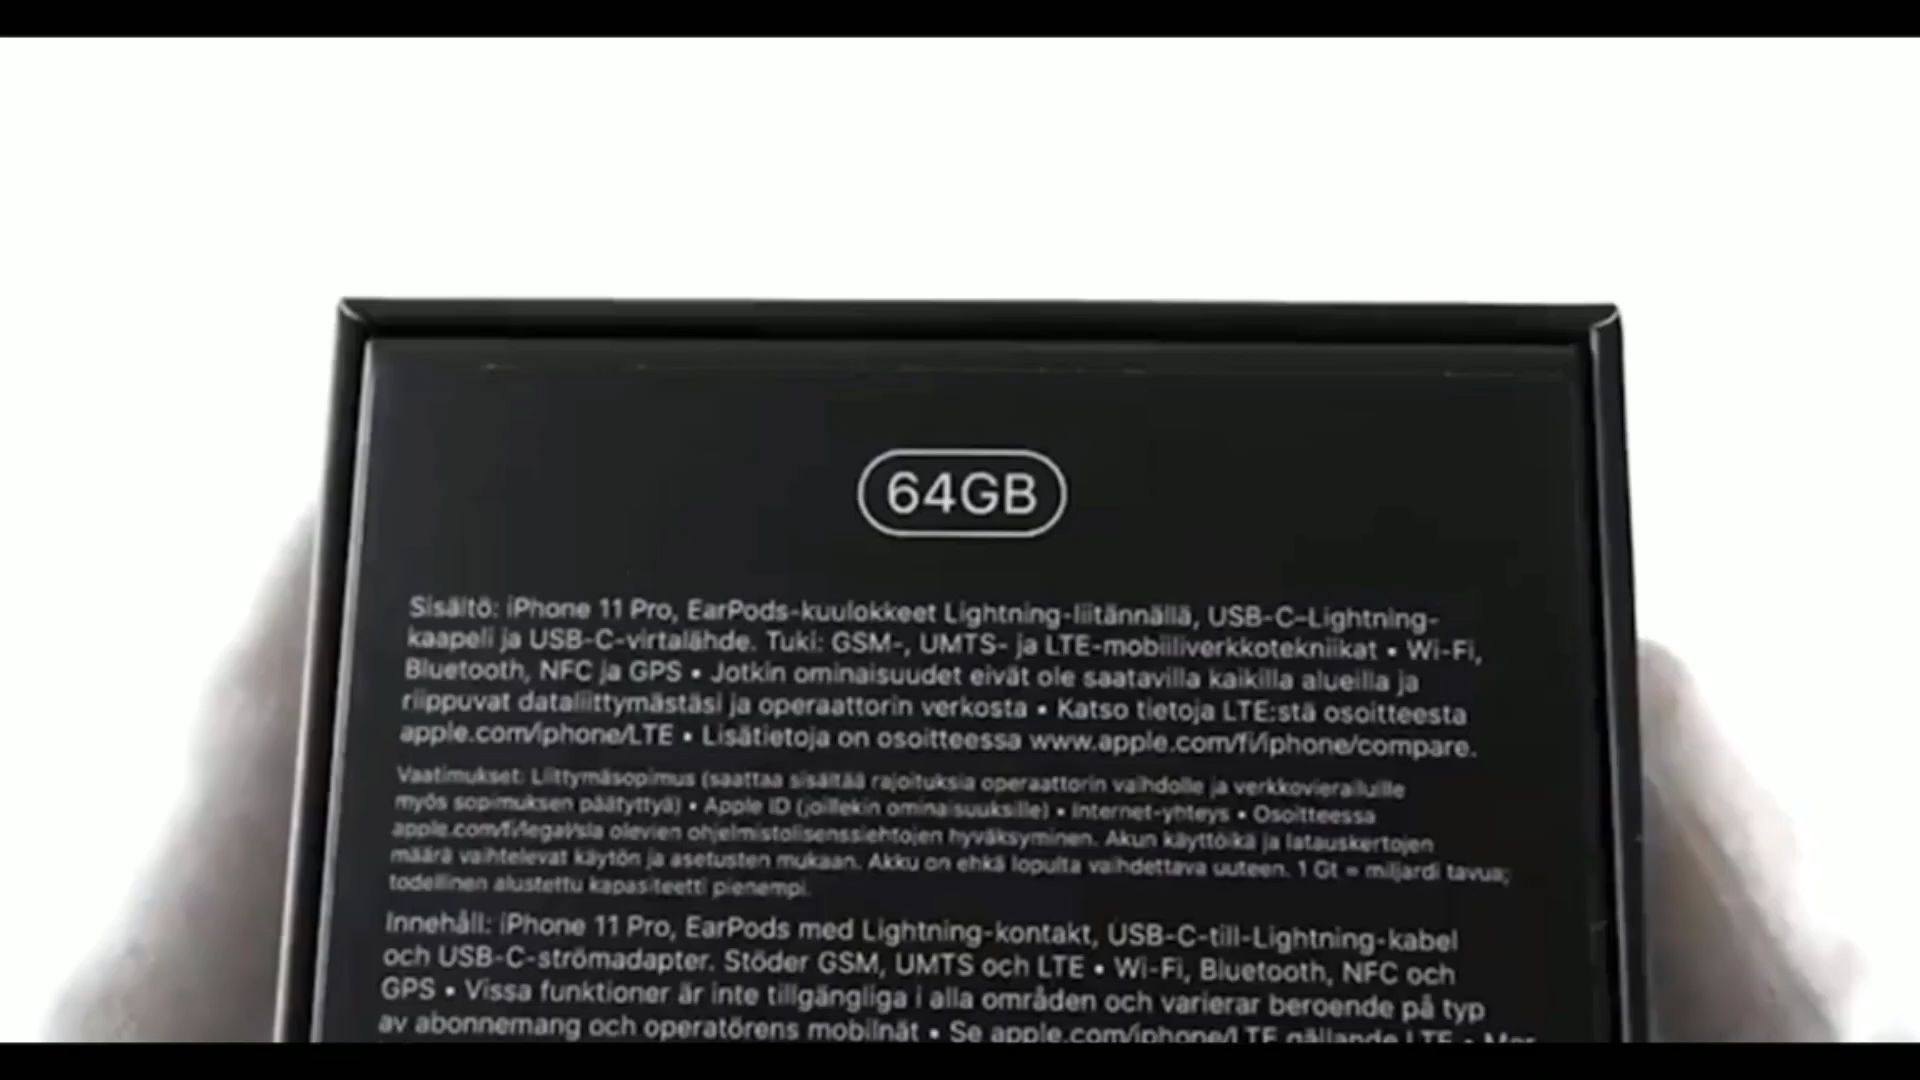 64GB
Sisältö: iPhone 11 Pro, EarPods-kuulokkeet Lightning-liitännällä, USB-C–Lightning-
kaapeli ja USB-C-virtalähde. Tuki: GSM-, UMTS- ja LTE-mobiiliverkkotekniikat • Wi-Fi,
Bluetooth, NFC ja GPS • Jotkin ominaisuudet eivät ole saatavilla kaikilla alueilla ja
riippuvat dataliittymästäsi ja operaattorin verkosta • Katso tietoja LTE:stä osoitteesta
apple.com/iphone/LTE • Lisätietoja on osoitteessa www.apple.com/fi/iphone/compare.
Vaatimukset: Liittymäsopimus (saattaa sisältää rajoituksia operaattorin vaihdolle ja verkkovierailuille
myös sopimuksen päätyttyä) • Apple ID (joillekin ominaisuuksille) • Internet-yhteys • Osoitteessa
apple.com/fi/legal/sla olevien ohjelmistolisenssiehtojen hyväksyminen. Akun käyttöikä ja latauskertojen
määrä vaihtelevat käytön ja asetusten mukaan. Akku on ehkä lopulta vaihdettava uuteen. 1 Gt = miljardi tavua;
todellinen alustettu kapasiteetti pienempi.
Innehåll: iPhone 11 Pro, EarPods med Lightning-kontakt, USB-C-till-Lightning-kabel
och USB-C-strömadapter. Stöder GSM, UMTS och LTE • Wi-Fi, Bluetooth, NFC och
GPS • Vissa funktioner är inte tillgängliga i alla områden och varierar beroende på typ
av abonnemang och operatörens mobilnät • Se apple.com/iphone/LTE gällande LTE •